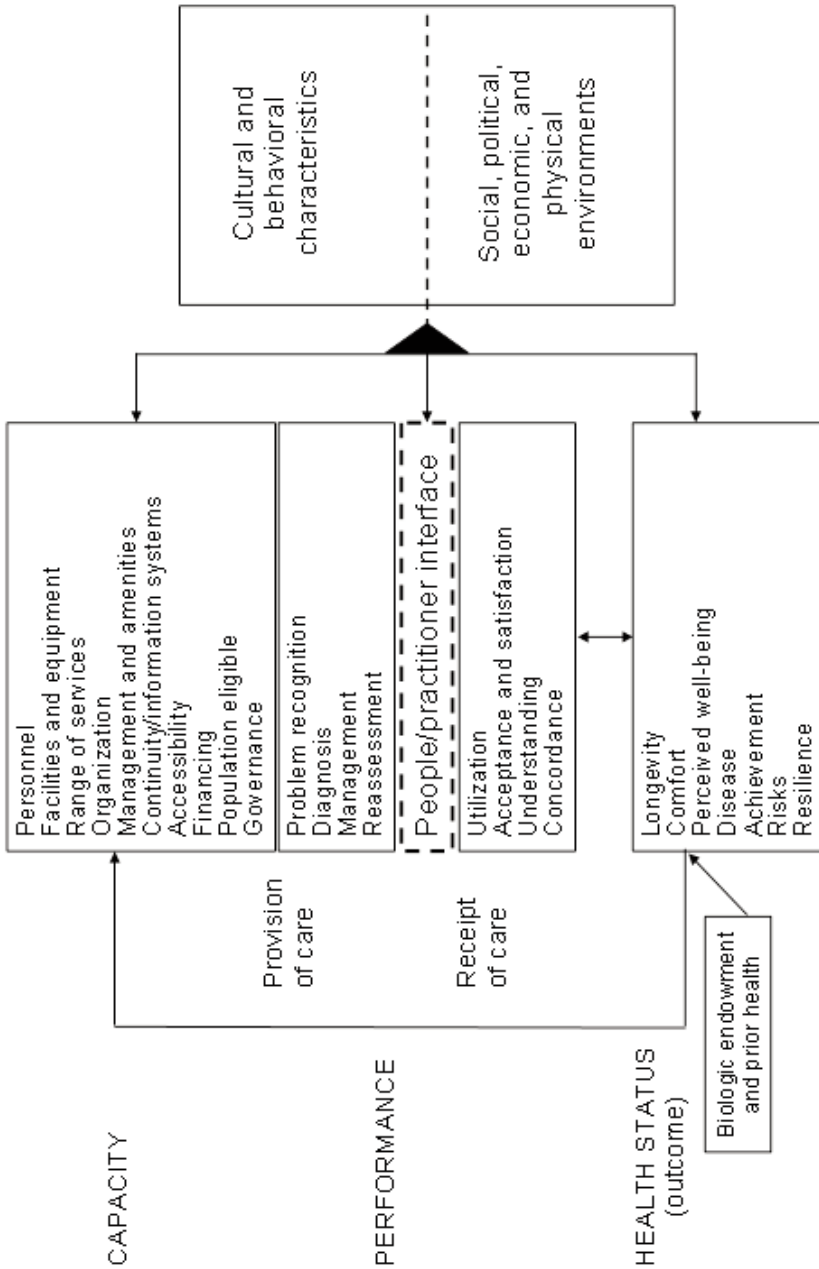 CAPACITY
Personnel
Facilities and equipment
Range of services
Organization
Management and amenities
Continuity/information systems
Accessibility
Financing
Population eligible
Governance
PERFORMANCE
Provision
of care
Problem recognition
Diagnosis
Management
Reassessment
People/practitioner interface
Receipt
of care
Utilization
Acceptance and satisfaction
Understanding
Concordance
HEALTH STATUS
(outcome)
Longevity
Comfort
Perceived well-being
Disease
Achievement
Risks
Resilience
Biologic endowment
and prior health
Cultural and
behavioral
characteristics
Social, political,
economic, and
physical
environments